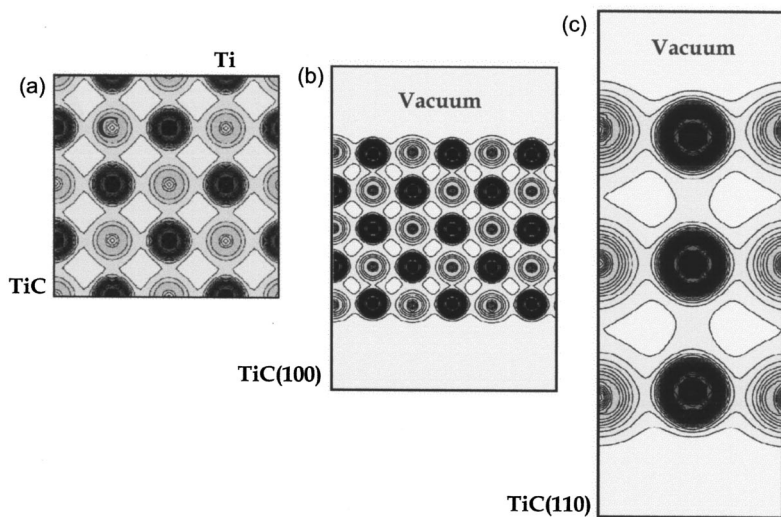 Ti
(a)
C
TiC
(b)
Vacuum
TiC(100)
(c)
Vacuum
TiC(110)